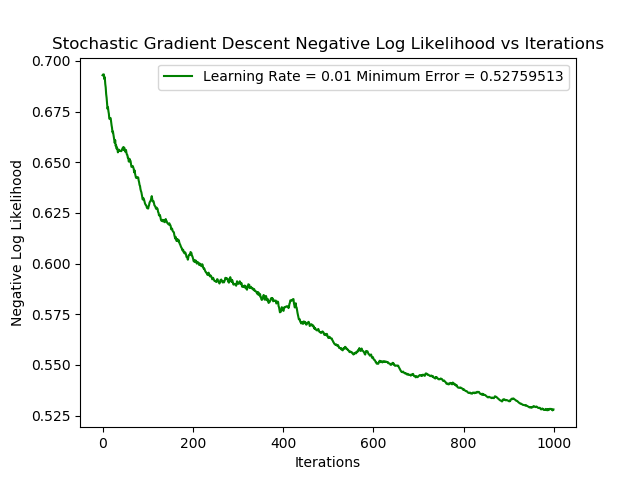 Stochastic Gradient Descent Negative Log Likelihood vs Iterations
Learning Rate = 0.01 Minimum Error = 0.52759513
Negative Log Likelihood
0.700
0.675
0.650
0.625
0.600
0.575
0.550
0.525
0 200 400 600 800 1000
Iterations